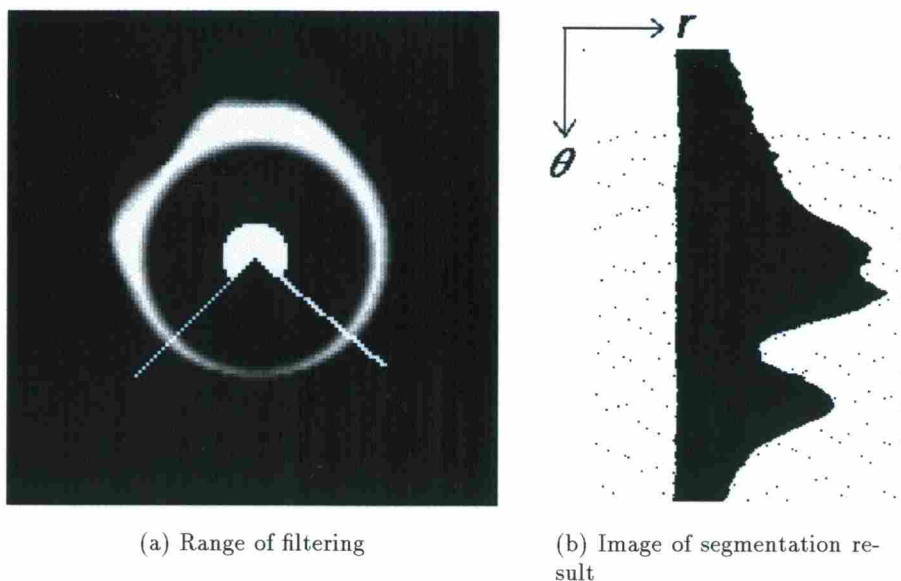 r
θ
(a) Range of filtering
(b) Image of segmentation re-
sult